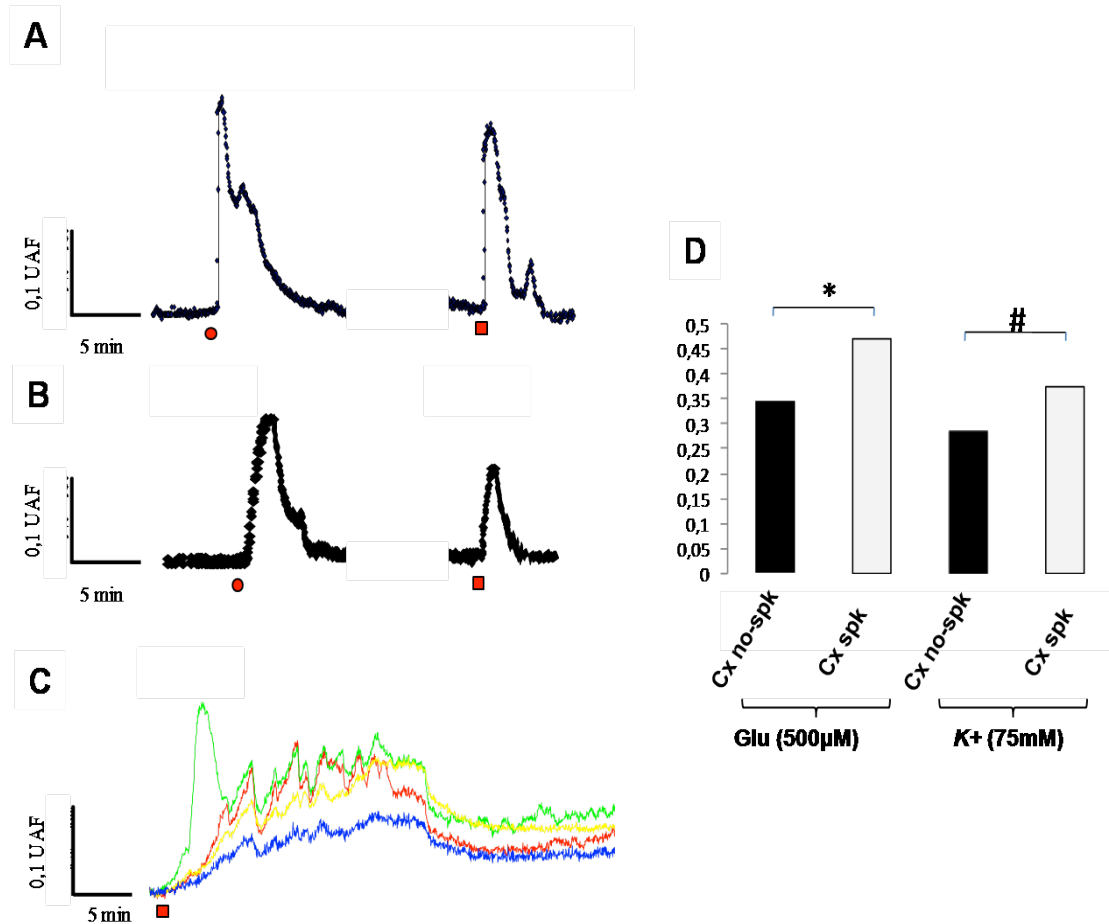 A
0,1 UAF
5 min
B
0,1 UAF
5 min
C
0,1 UAF
5 min
D
*
#
0,5
0,45
0,4
0,35
0,3
0,25
0,2
0,15
0,1
0,05
0
Cx no-spk
Cx spk
Cx no-spk
Cx spk
Glu (500µM)
K+ (75mM)